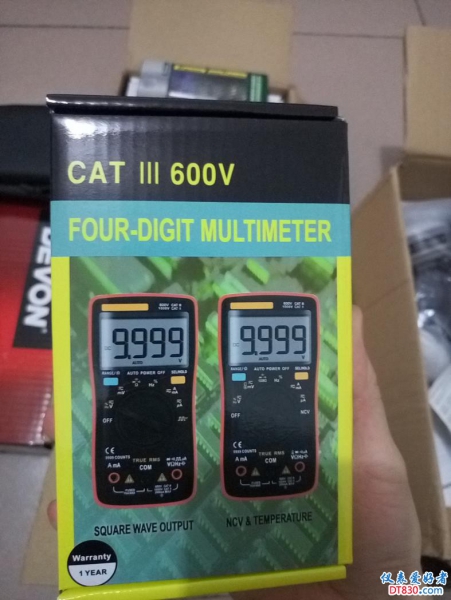 CAT III 600V
FOUR-DIGIT MULTIMETER
DEVON
9.999
AUTO
AUTO POWER OFF
OFF
TRUE RMS
COM
9.999
AUTO
AUTO POWER OFF
OFF
NCV
TRUE RMS
COM
SQUARE WAVE OUTPUT
NCV & TEMPERATURE
Warranty
1 YEAR
仪表爱好者
DT830.com